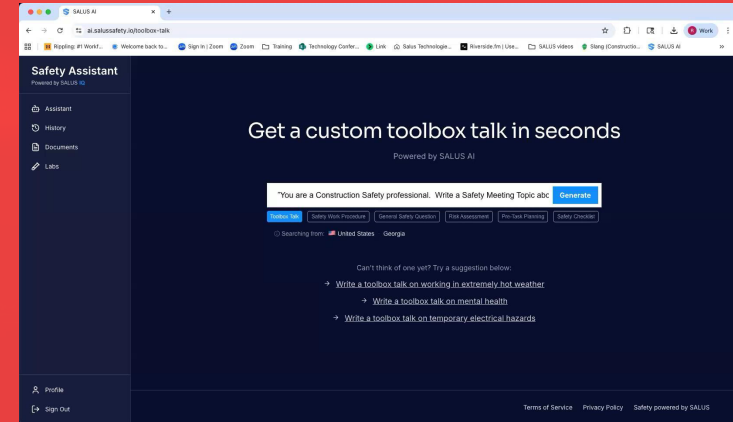 SALUS AI
ai.salussafety.io/toolbox-talk
Work
Rippling: #1 Workf...
Welcome back to...
Sign In | Zoom
Zoom
Training
Technology Confer...
Link
Salus Technologie...
Riverside.fm | Use...
SALUS videos
Slang (Constructio...
SALUS AI
Safety Assistant
Powered by SALUS IQ
Assistant
History
Documents
Labs
Get a custom toolbox talk in seconds
Powered by SALUS AI
"You are a Construction Safety professional. Write a Safety Meeting Topic abc
Generate
Toolbox Talk
Safety Work Procedure
General Safety Question
Risk Assessment
Pre-Task Planning
Safety Checklist
Searching from: United States Georgia
Can't think of one yet? Try a suggestion below:
→ Write a toolbox talk on working in extremely hot weather
→ Write a toolbox talk on mental health
→ Write a toolbox talk on temporary electrical hazards
Profile
Sign Out
Terms of Service Privacy Policy Safety powered by SALUS